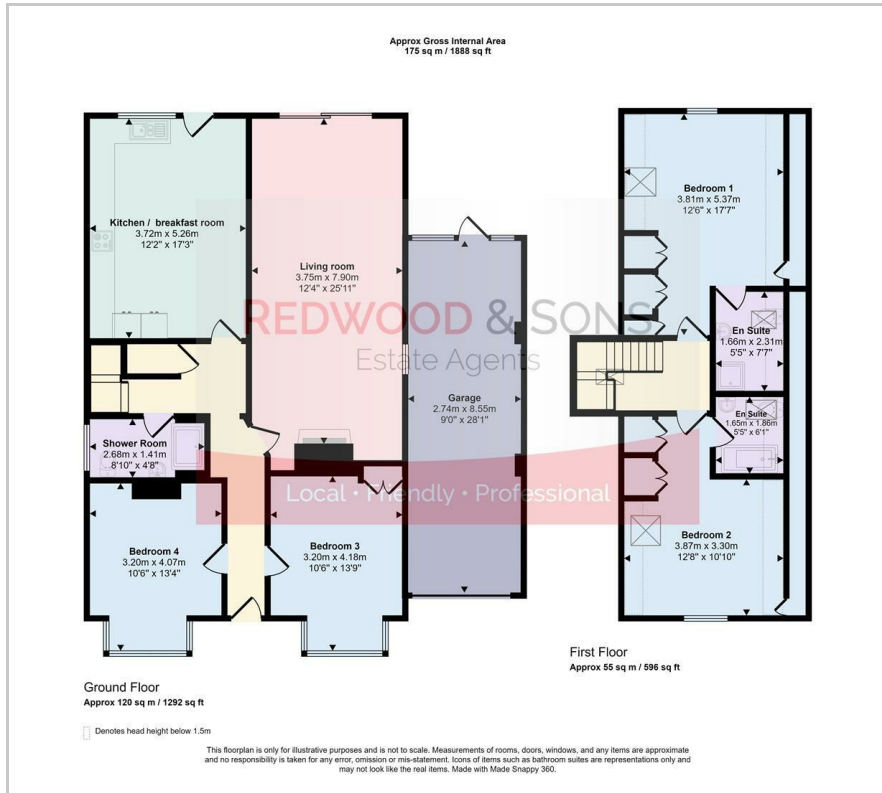 Approx Gross Internal Area
175 sq m / 1888 sq ft
Kitchen / breakfast room
3.72m x 5.26m
12'2" x 17'3"
Living room
3.75m x 7.90m
12'4" x 25'11"
Garage
2.74m x 8.55m
9'0" x 28'1"
Shower Room
2.68m x 1.41m
8'10" x 4'8"
Bedroom 4
3.20m x 4.07m
10'6" x 13'4"
Bedroom 3
3.20m x 4.18m
10'6" x 13'9"
Bedroom 1
3.81m x 5.37m
12'6" x 17'7"
En Suite
1.66m x 2.31m
5'5" x 7'7"
En Suite
1.65m x 1.86m
5'5" x 6'1"
Bedroom 2
3.87m x 3.30m
12'8" x 10'10"
REDWOOD & SONS
Estate Agents
Local • Friendly • Professional
Ground Floor
Approx 120 sq m / 1292 sq ft
First Floor
Approx 55 sq m / 596 sq ft
Denotes head height below 1.5m
This floorplan is only for illustrative purposes and is not to scale. Measurements of rooms, doors, windows, and any items are approximate
and no responsibility is taken for any error, omission or mis-statement. Icons of items such as bathroom suites are representations only and
may not look like the real items. Made with Made Snappy 360.